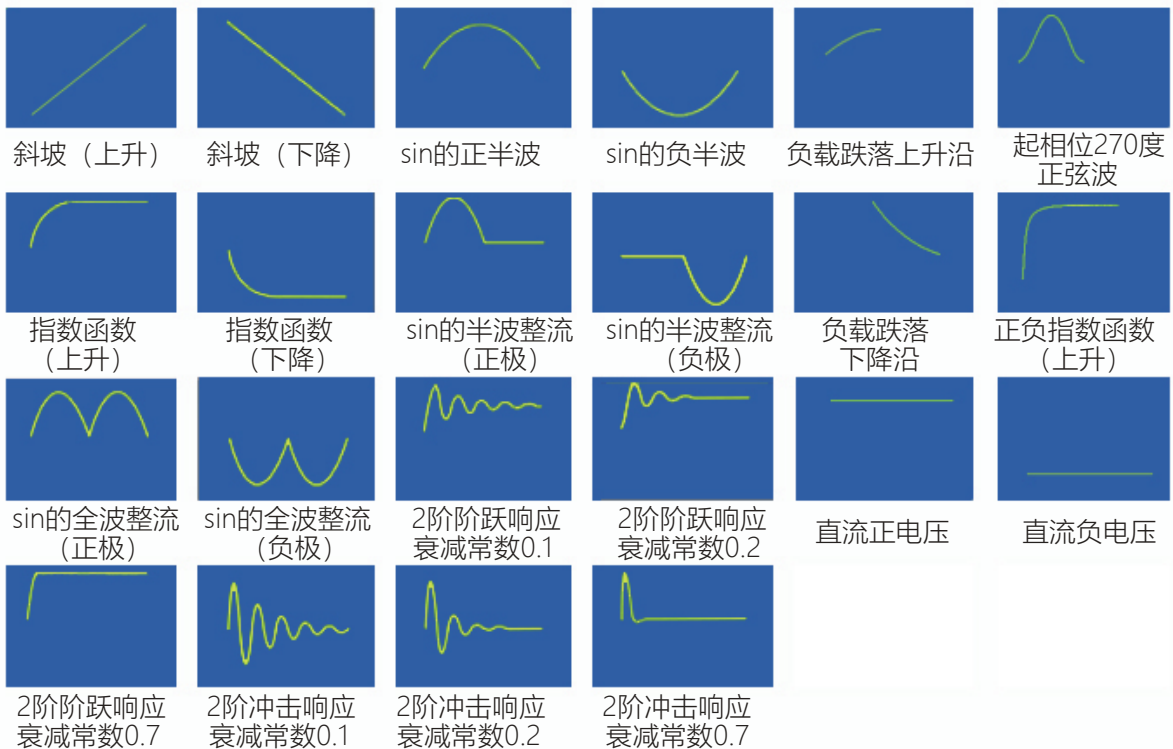 斜坡（上升）
斜坡（下降）
sin的正半波
sin的负半波
负载跌落上升沿
起相位270度
正弦波
指数函数
（上升）
指数函数
（下降）
sin的半波整流
（正极）
sin的半波整流
（负极）
负载跌落
下降沿
正负指数函数
（上升）
sin的全波整流
（正极）
sin的全波整流
（负极）
2阶阶跃响应
衰减常数0.1
2阶阶跃响应
衰减常数0.2
直流正电压
直流负电压
2阶阶跃响应
衰减常数0.7
2阶冲击响应
衰减常数0.1
2阶冲击响应
衰减常数0.2
2阶冲击响应
衰减常数0.7